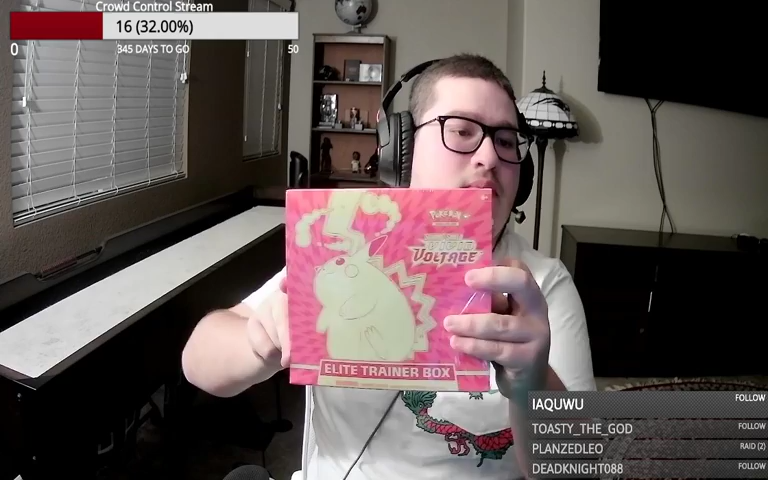 Crowd Control Stream
16 (32.00%)
0 345 DAYS TO GO 50
POKÉMON
VIVID
VOLTAGE
ELITE TRAINER BOX
IAQUWU FOLLOW
TOASTY_THE_GOD FOLLOW
PLANZEDLEO RAID (2)
DEADKNIGHT088 FOLLOW